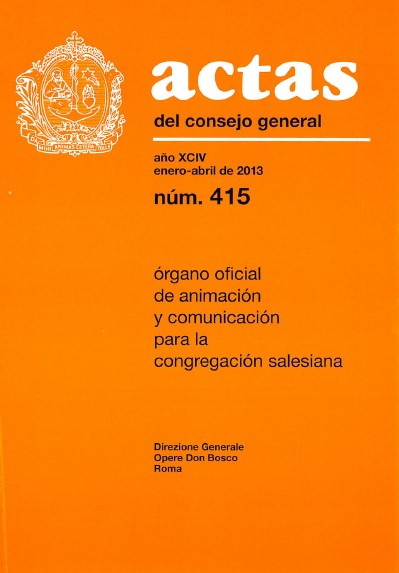 actas
del consejo general
año XCIV
enero-abril de 2013
núm. 415
órgano oficial
de animación
y comunicación
para la
congregación salesiana
Direzione Generale
Opere Don Bosco
Roma